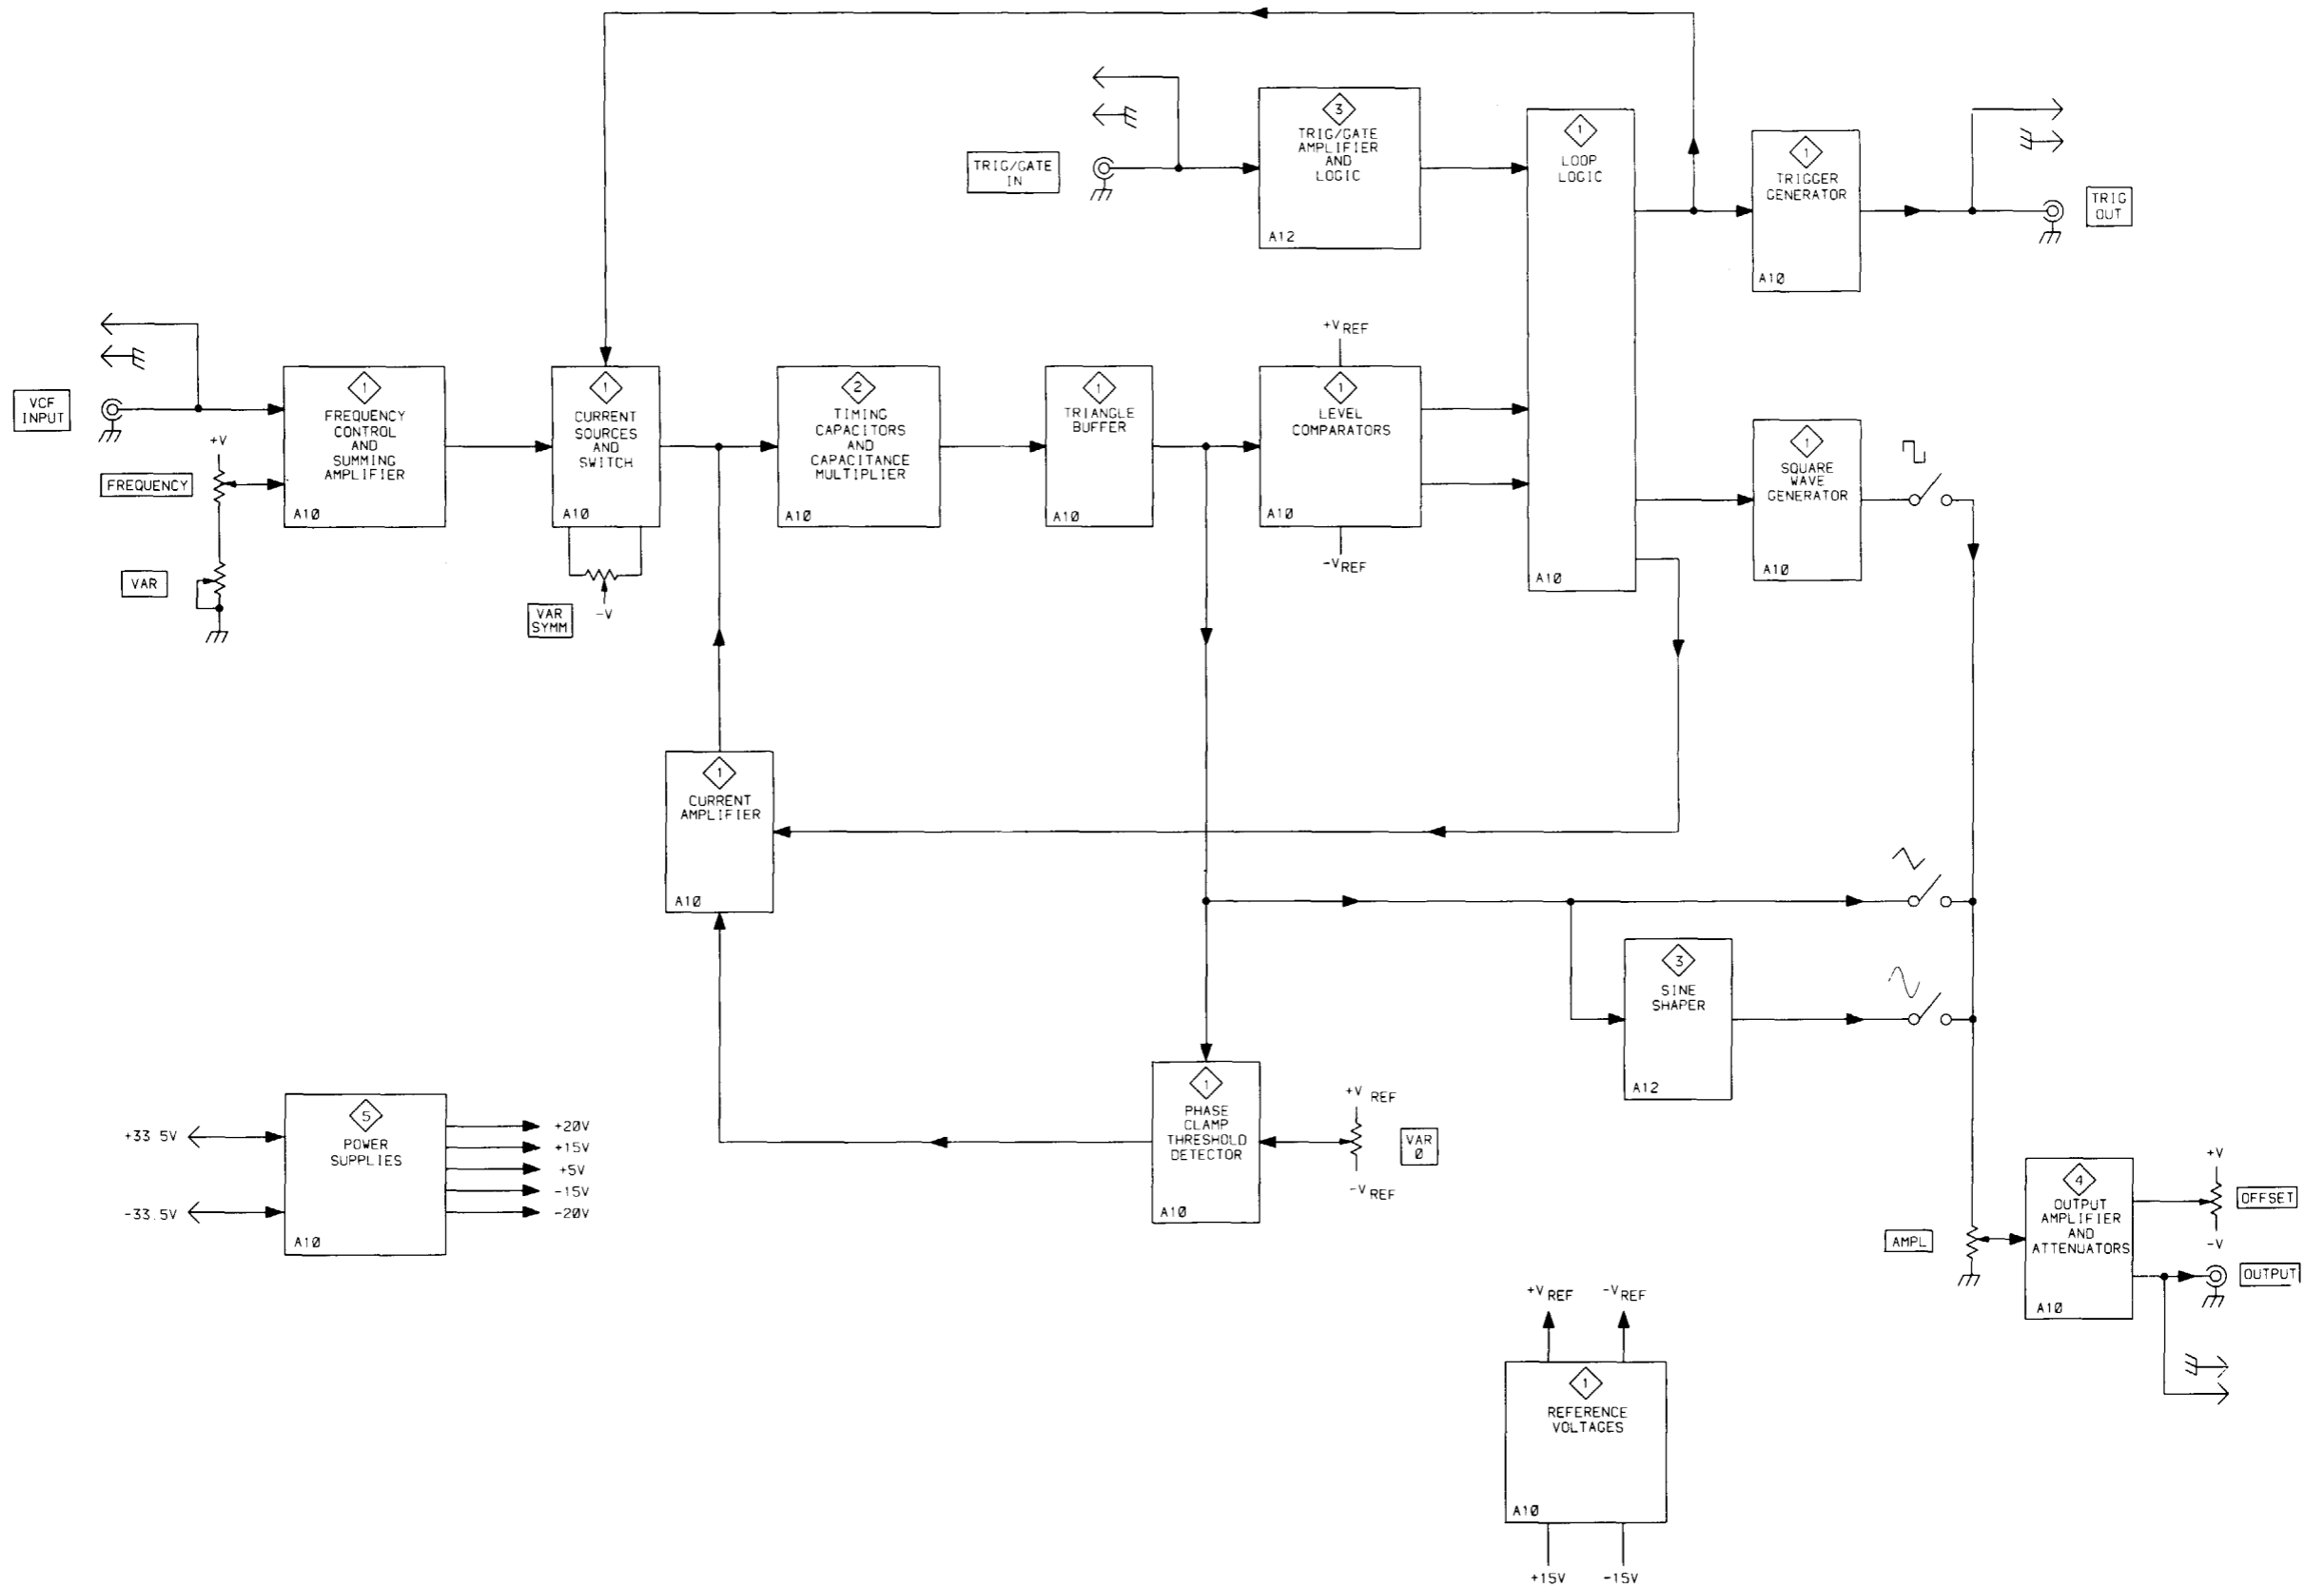 3
TRIG/GATE
AMPLIFIER
AND
LOGIC
A12
TRIG/GATE
IN
1
LOOP
LOGIC
A10
1
TRIGGER
GENERATOR
A10
TRIG
OUT
VCF
INPUT
+V
FREQUENCY
VAR
1
FREQUENCY
CONTROL
AND
SUMMING
AMPLIFIER
A10
1
CURRENT
SOURCES
AND
SWITCH
A10
VAR
SYMM
-V
2
TIMING
CAPACITORS
AND
CAPACITANCE
MULTIPLIER
A10
1
TRIANGLE
BUFFER
A10
+VREF
1
LEVEL
COMPARATORS
A10
-VREF
1
SQUARE
WAVE
GENERATOR
A10
1
CURRENT
AMPLIFIER
A10
3
SINE
SHAPER
A12
1
PHASE
CLAMP
THRESHOLD
DETECTOR
A10
+V REF
VAR
Ø
-V REF
+33 5V
-33.5V
5
POWER
SUPPLIES
A10
+20V
+15V
+5V
-15V
-20V
AMPL
4
OUTPUT
AMPLIFIER
AND
ATTENUATORS
A10
+V
OFFSET
-V
OUTPUT
+V REF
-V REF
1
REFERENCE
VOLTAGES
A10
+15V
-15V